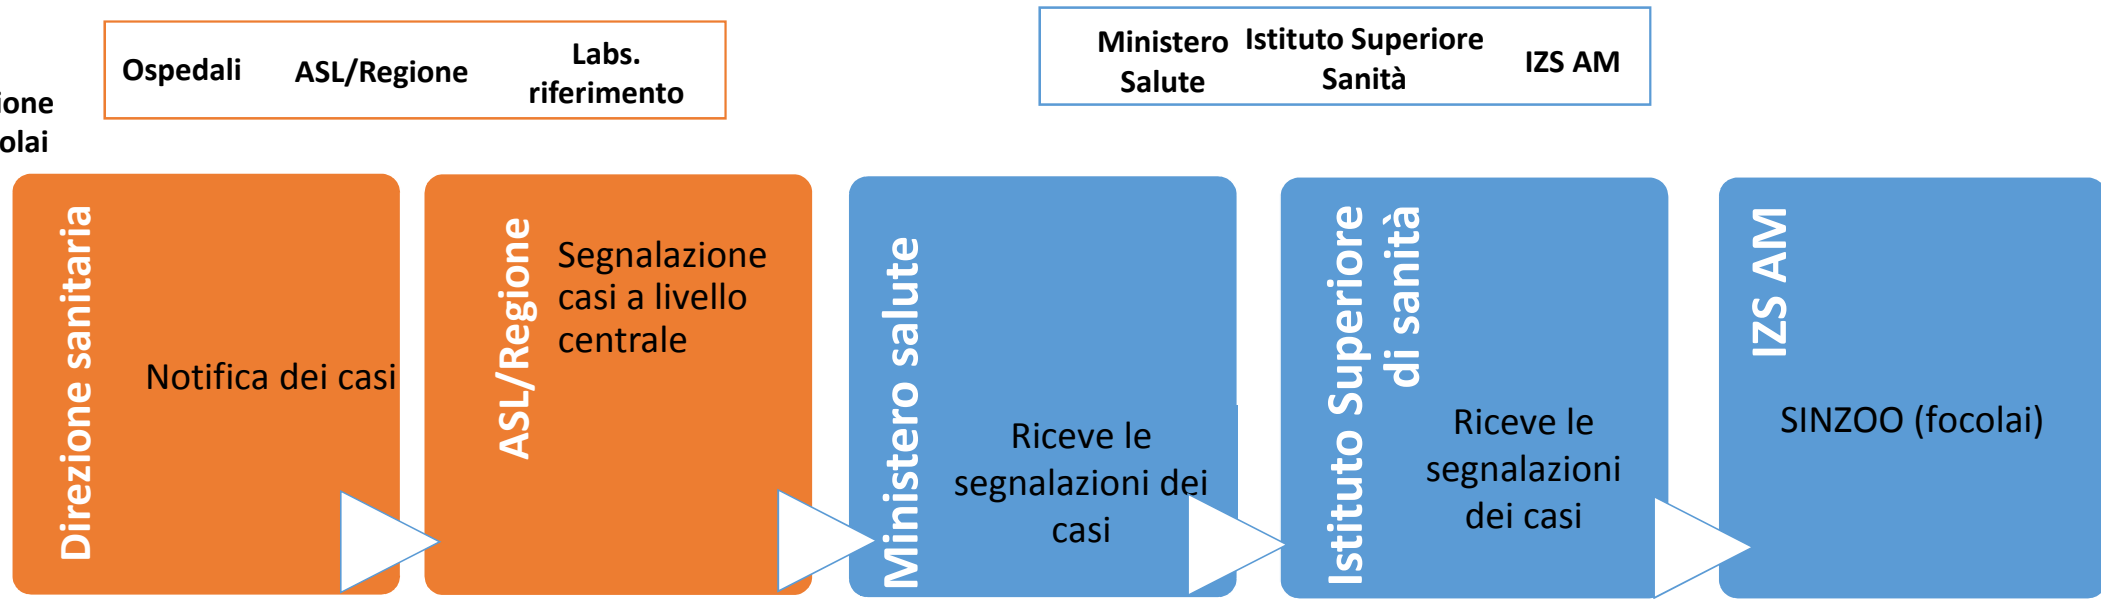 Ospedali
ASL/Regione
Labs.
riferimento
Ministero
Salute
Istituto Superiore
Sanità
IZS AM
Direzione sanitaria
Notifica dei casi
ASL/Regione
Segnalazione
casi a livello
centrale
Ministero salute
Riceve le
segnalazioni dei
casi
Istituto Superiore
di sanità
Riceve le
segnalazioni
dei casi
IZS AM
SINZOO (focolai)